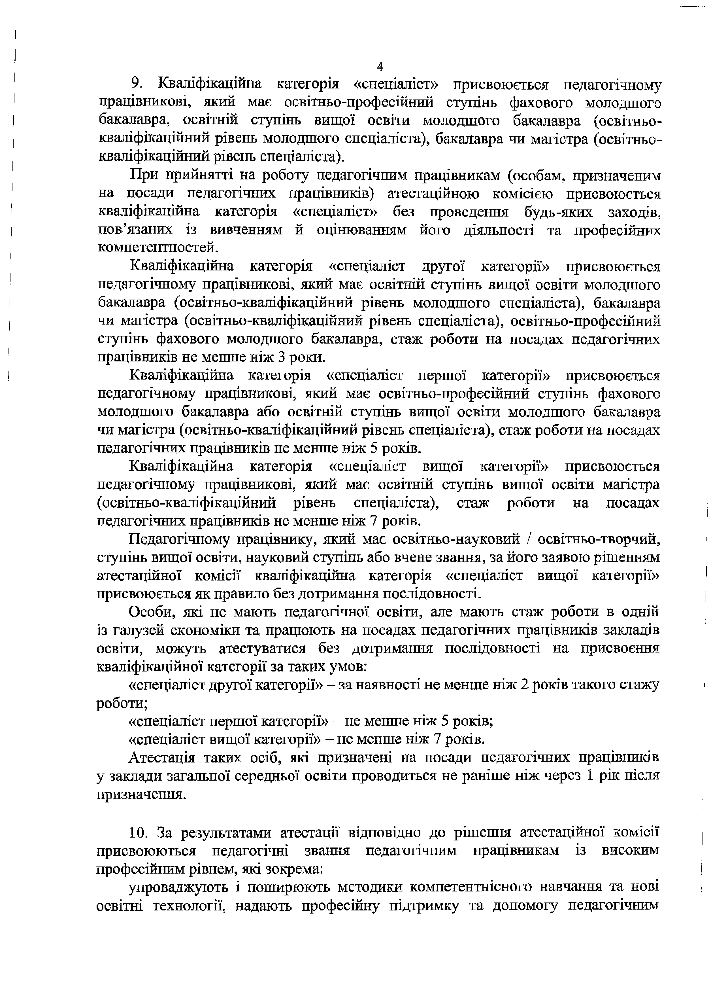 4
9. Кваліфікаційна категорія «спеціаліст» присвоюється педагогічному
працівникові, який має освітньо-професійний ступінь фахового молодшого
бакалавра, освітній ступінь вищої освіти молодшого бакалавра (освітньо-
кваліфікаційний рівень молодшого спеціаліста), бакалавра чи магістра (освітньо-
кваліфікаційний рівень спеціаліста).
При прийнятті на роботу педагогічним працівникам (особам, призначеним
на посади педагогічних працівників) атестаційною комісією присвоюється
кваліфікаційна категорія «спеціаліст» без проведення будь-яких заходів,
пов’язаних із вивченням й оцінюванням його діяльності та професійних
компетентностей.
Кваліфікаційна категорія «спеціаліст другої категорії» присвоюється
педагогічному працівникові, який має освітній ступінь вищої освіти молодшого
бакалавра (освітньо-кваліфікаційний рівень молодшого спеціаліста), бакалавра
чи магістра (освітньо-кваліфікаційний рівень спеціаліста), освітньо-професійний
ступінь фахового молодшого бакалавра, стаж роботи на посадах педагогічних
працівників не менше ніж 3 роки.
Кваліфікаційна категорія «спеціаліст першої категорії» присвоюється
педагогічному працівникові, який має освітньо-професійний ступінь фахового
молодшого бакалавра або освітній ступінь вищої освіти молодшого бакалавра
чи магістра (освітньо-кваліфікаційний рівень спеціаліста), стаж роботи на посадах
педагогічних працівників не менше ніж 5 років.
Кваліфікаційна категорія «спеціаліст вищої категорії» присвоюється
педагогічному працівникові, який має освітній ступінь вищої освіти магістра
(освітньо-кваліфікаційний рівень спеціаліста), стаж роботи на посадах
педагогічних працівників не менше ніж 7 років.
Педагогічному працівнику, який має освітньо-науковий / освітньо-творчий,
ступінь вищої освіти, науковий ступінь або вчене звання, за його заявою рішенням
атестаційної комісії кваліфікаційна категорія «спеціаліст вищої категорії»
присвоюється як правило без дотримання послідовності.
Особи, які не мають педагогічної освіти, але мають стаж роботи в одній
із галузей економіки та працюють на посадах педагогічних працівників закладів
освіти, можуть атестуватися без дотримання послідовності на присвоєння
кваліфікаційної категорії за таких умов:
«спеціаліст другої категорії» – за наявності не менше ніж 2 років такого стажу
роботи;
«спеціаліст першої категорії» – не менше ніж 5 років;
«спеціаліст вищої категорії» – не менше ніж 7 років.
Атестація таких осіб, які призначені на посади педагогічних працівників
у заклади загальної середньої освіти проводиться не раніше ніж через 1 рік після
призначення.
10. За результатами атестації відповідно до рішення атестаційної комісії
присвоюються педагогічні звання педагогічним працівникам із високим
професійним рівнем, які зокрема:
упроваджують і поширюють методики компетентнісного навчання та нові
освітні технології, надають професійну підтримку та допомогу педагогічним